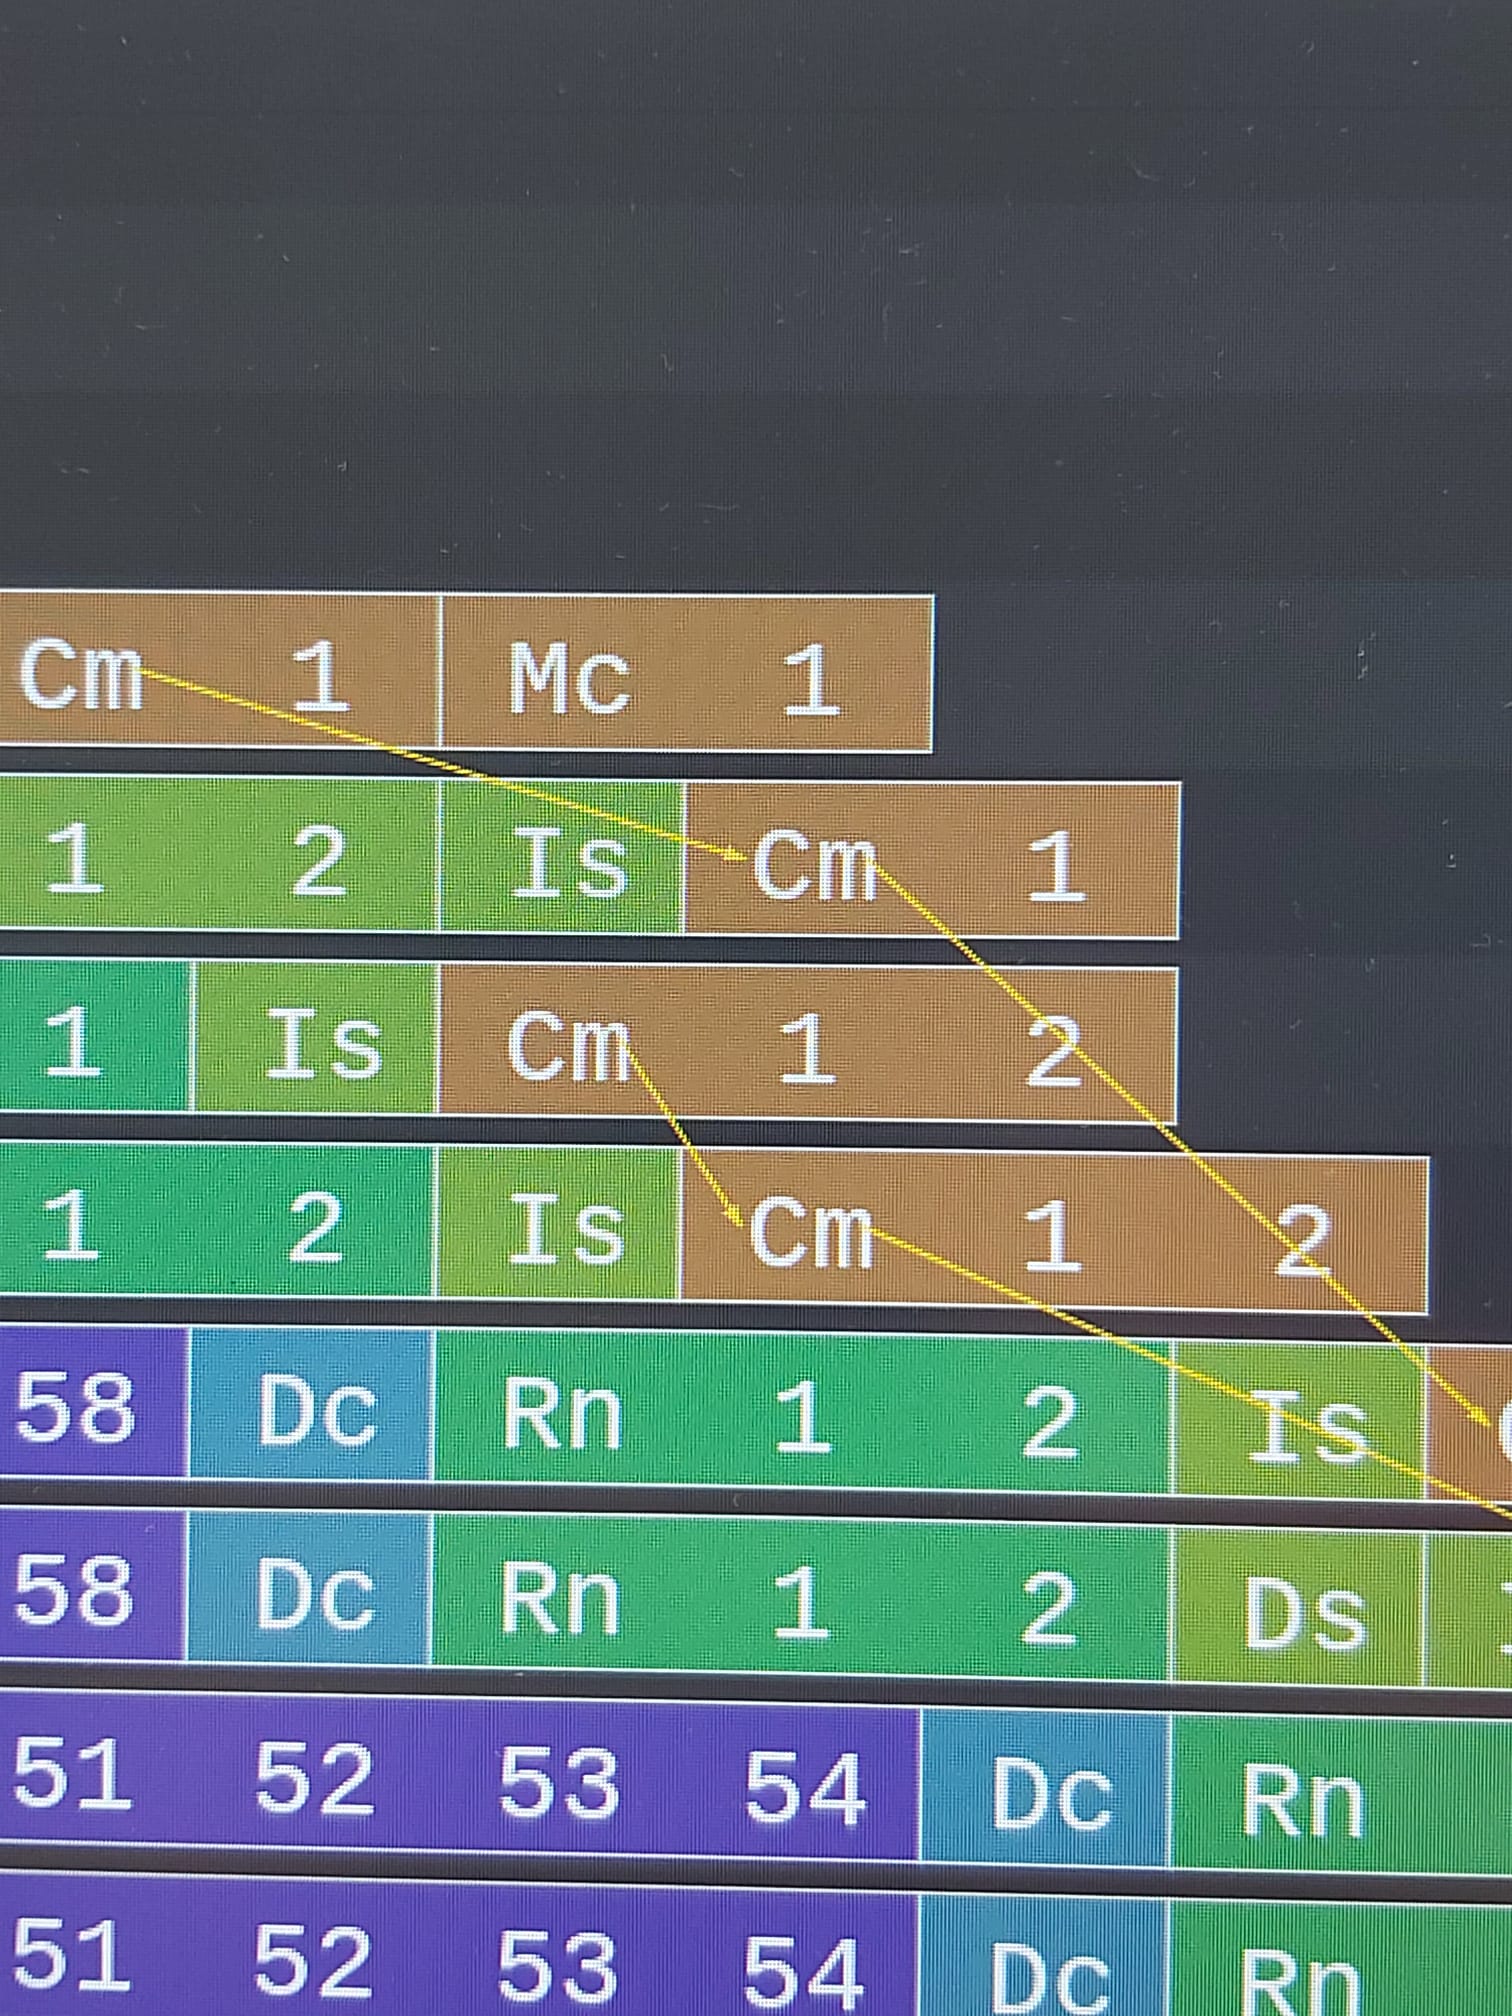 Cm 1 Mc 1
1 2 Is Cm 1
1 Is Cm 1 2
1 2 Is Cm 1 2
58 Dc Rn 1 2 Is
58 Dc Rn 1 2 Ds
51 52 53 54 Dc Rn
51 52 53 54 Dc Rn